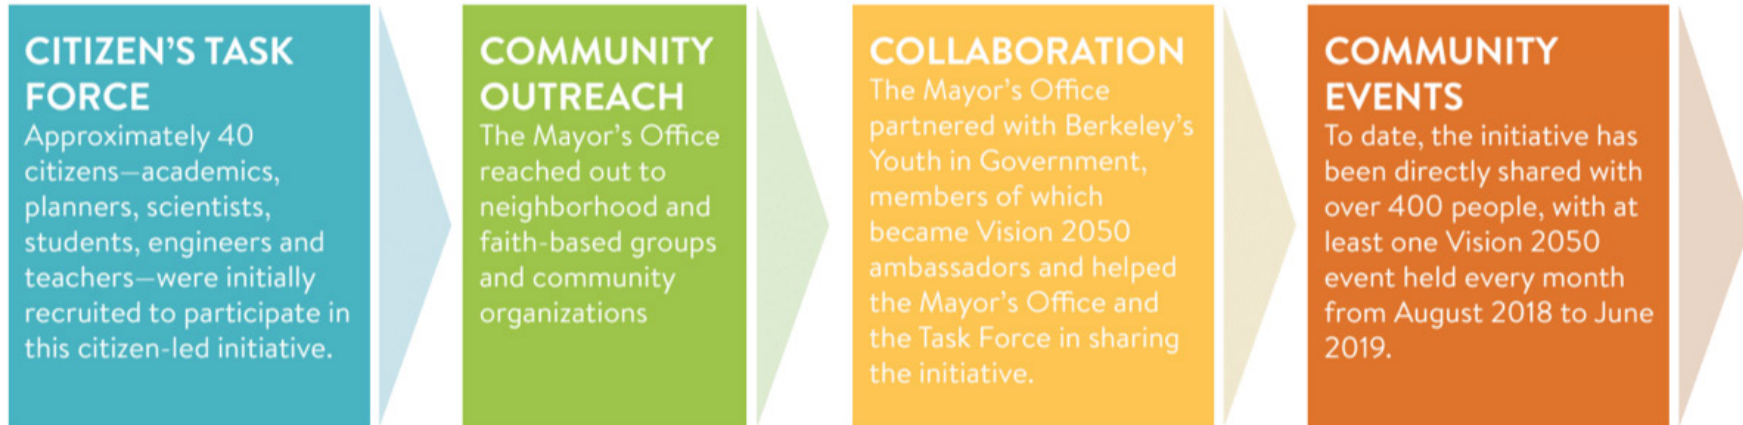 CITIZEN'S TASK
FORCE
Approximately 40
citizens—academics,
planners, scientists,
students, engineers and
teachers—were initially
recruited to participate in
this citizen-led initiative.
COMMUNITY
OUTREACH
The Mayor's Office
reached out to
neighborhood and
faith-based groups
and community
organizations
COLLABORATION
The Mayor's Office
partnered with Berkeley's
Youth in Government,
members of which
became Vision 2050
ambassadors and helped
the Mayor's Office and
the Task Force in sharing
the initiative.
COMMUNITY
EVENTS
To date, the initiative has
been directly shared with
over 400 people, with at
least one Vision 2050
event held every month
from August 2018 to June
2019.